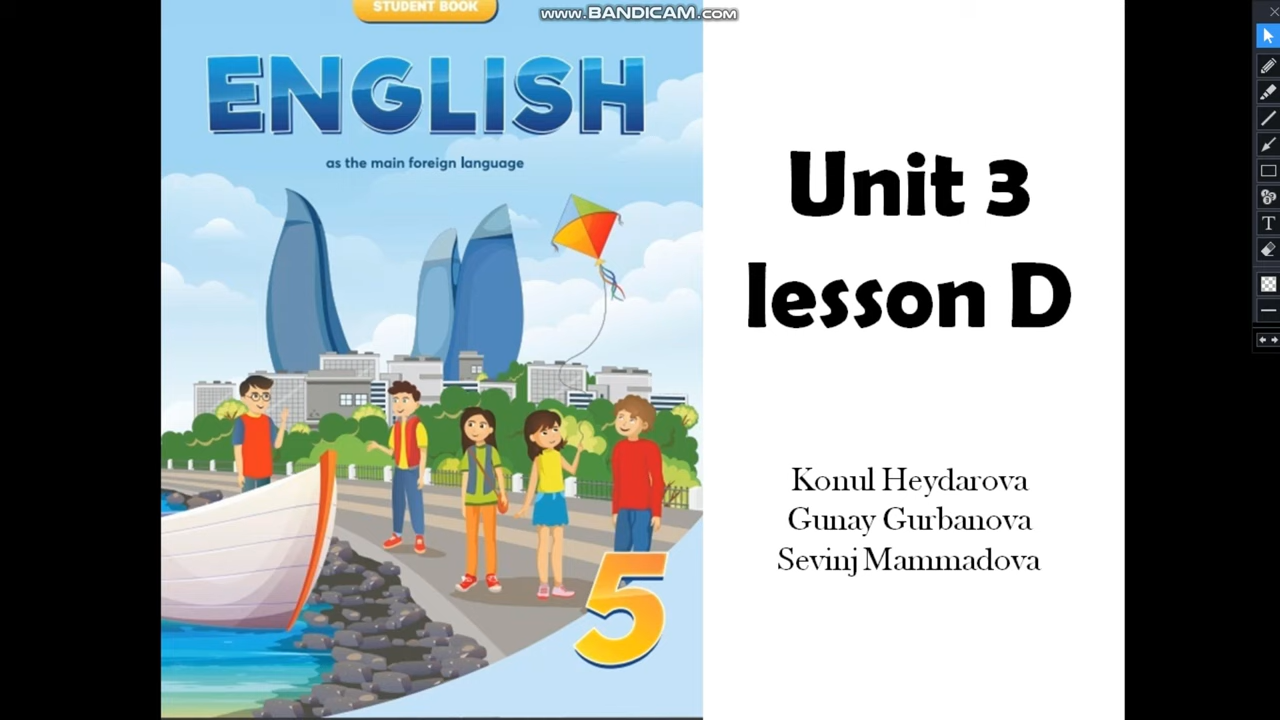 STUDENT BOOK
www.BANDICAM.com
ENGLISH
as the main foreign language
5
Unit 3
lesson D
Konul Heydarova
Gunay Gurbanova
Sevinj Mammadova
T